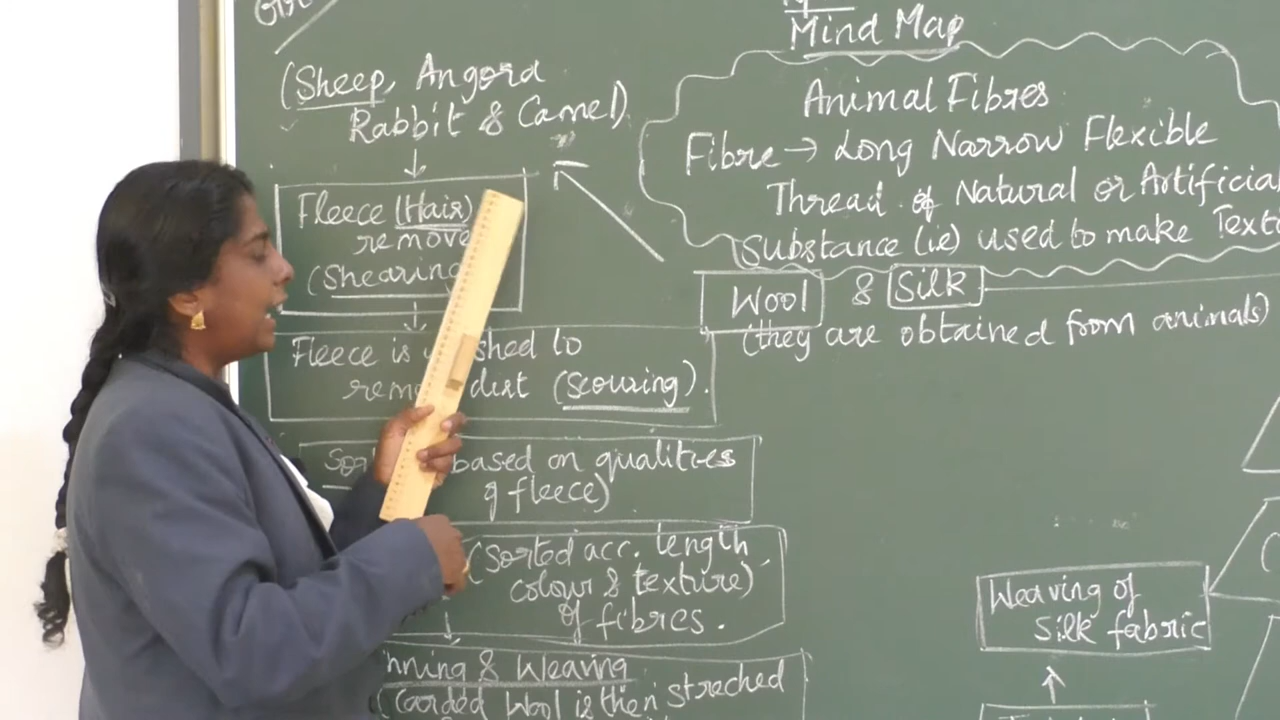 Mind Map
(Sheep, Angora
Rabbit & Camel)
Fleece (Hair)
remove
(Shearing
Fleece is
shed to
dirt (Scouring).
based on qualities
of fleece)
(Sorted acc. length
colour & texture)
of fibres.
nning & Weaving
(Carded Wool is then streched
Animal Fibres
Fibre → Long Narrow Flexible
Thread of Natural or Artificial
Substance (ie) used to make Textu
Wool & Silk
(they are obtained from animals)
Weaving of
silk fabric